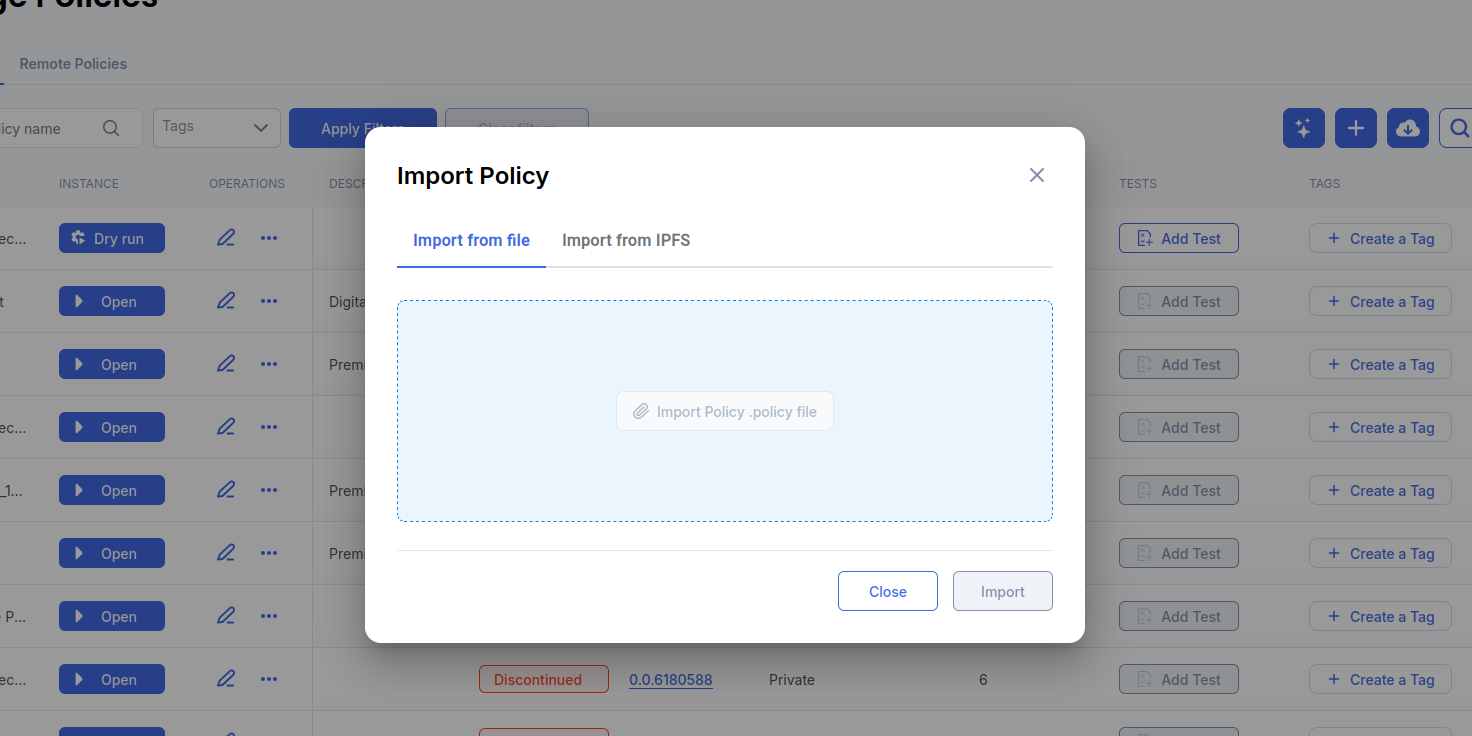 ge Policies
Remote Policies
licy name
Tags
Apply Filters
Clear filters
INSTANCE
OPERATIONS
DESCR
TESTS
TAGS
Import Policy
Import from file
Import from IPFS
Import Policy .policy file
Close
Import
ec...
Dry run
Add Test
Create a Tag
t
Open
Digita
Add Test
Create a Tag
Open
Premi
Add Test
Create a Tag
ec...
Open
Add Test
Create a Tag
_1...
Open
Premi
Add Test
Create a Tag
Open
Premi
Add Test
Create a Tag
P...
Open
Add Test
Create a Tag
ec...
Open
Discontinued
0.0.6180588
Private
6
Add Test
Create a Tag